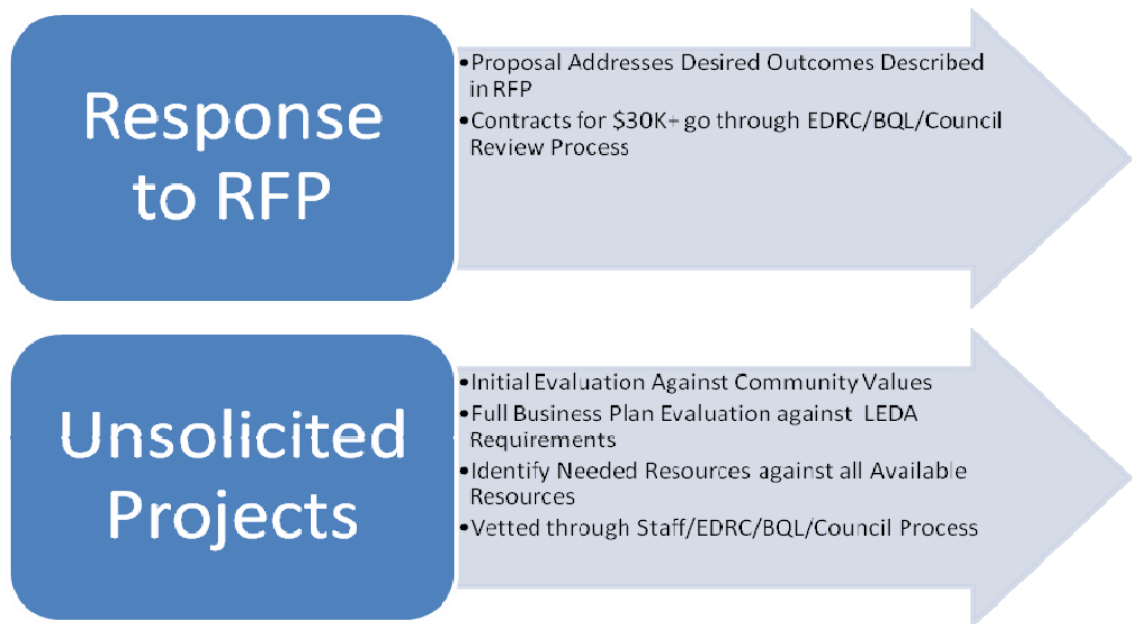 Response
to RFP
•Proposal Addresses Desired Outcomes Described
in RFP
•Contracts for $30K+ go through EDRC/BQL/Council
Review Process
Unsolicited
Projects
•Initial Evaluation Against Community Values
•Full Business Plan Evaluation against LEDA
Requirements
•Identify Needed Resources against all Available
Resources
•Vetted through Staff/EDRC/BQL/Council Process